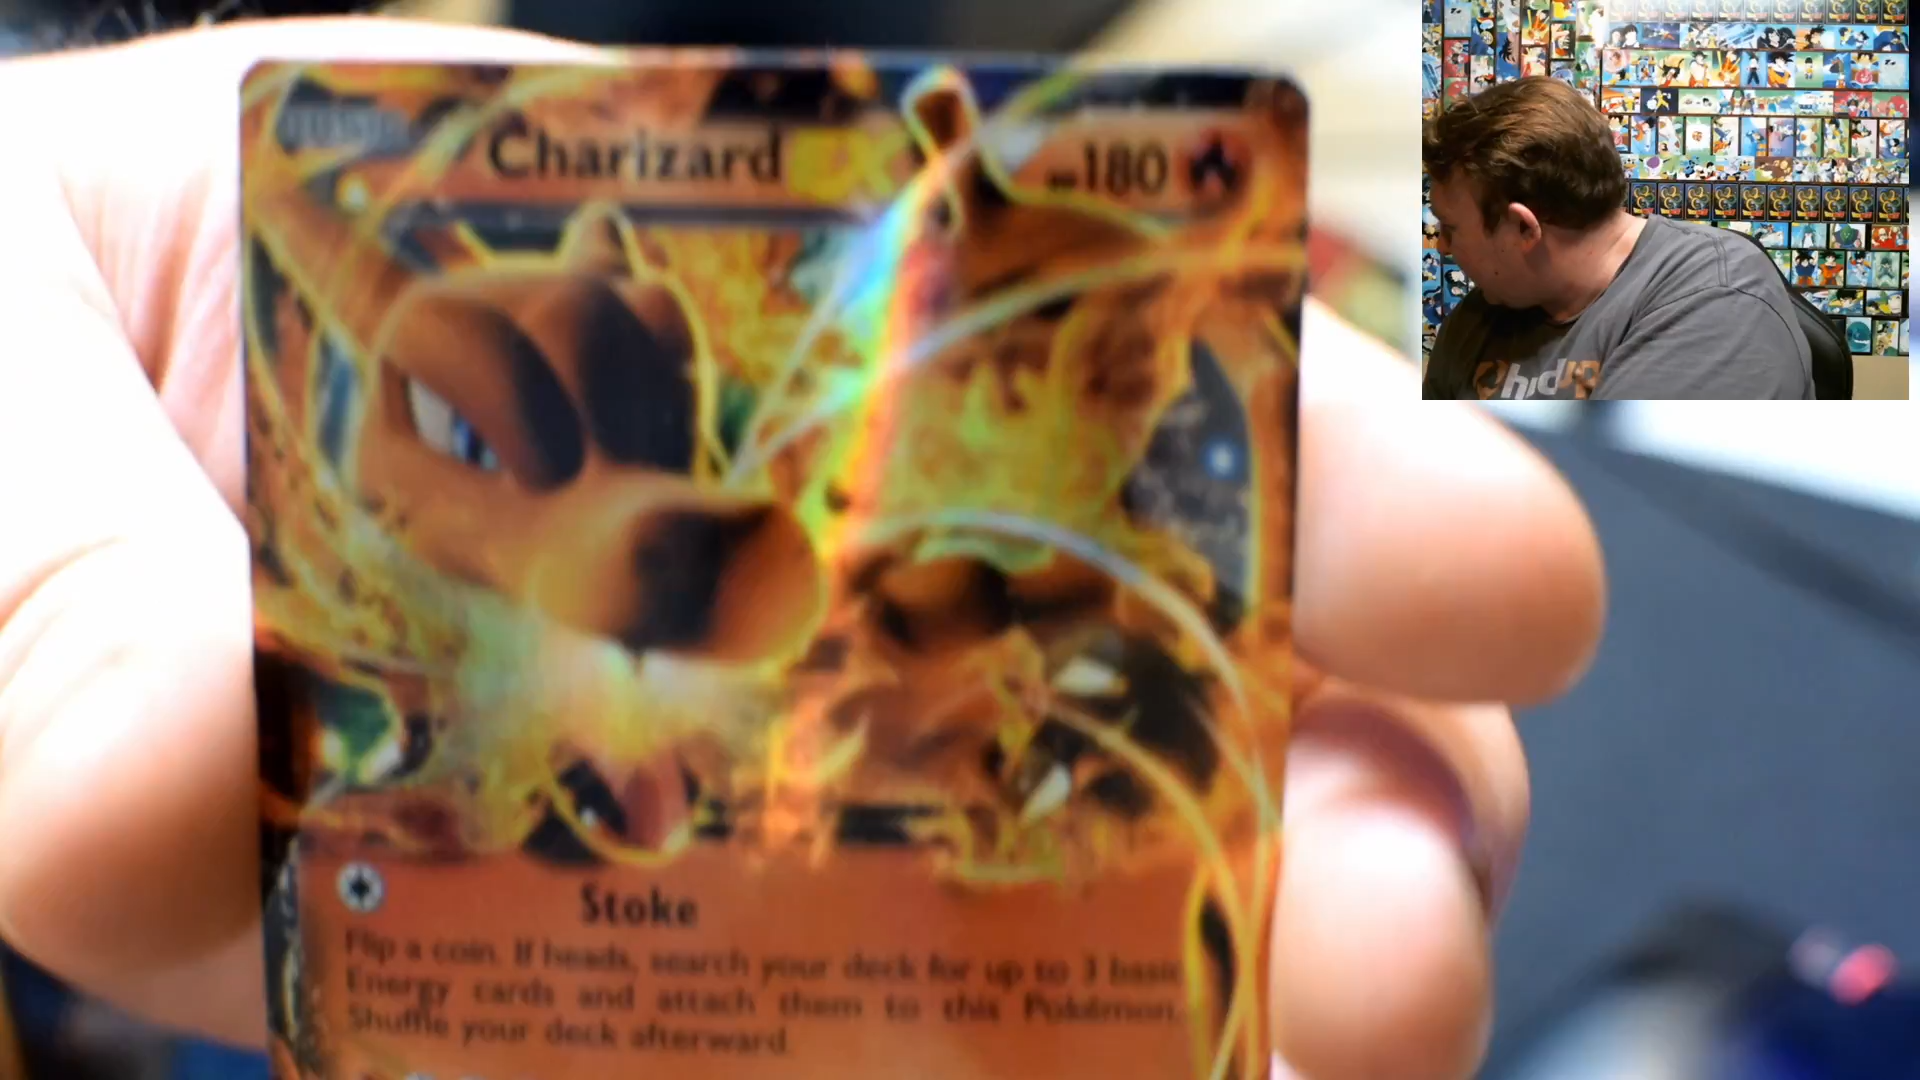 Charizard EX HP180
Stoke
Flip a coin. If heads, search your deck for up to 3 basic
Energy cards and attach them to this Pokémon.
Shuffle your deck afterward.